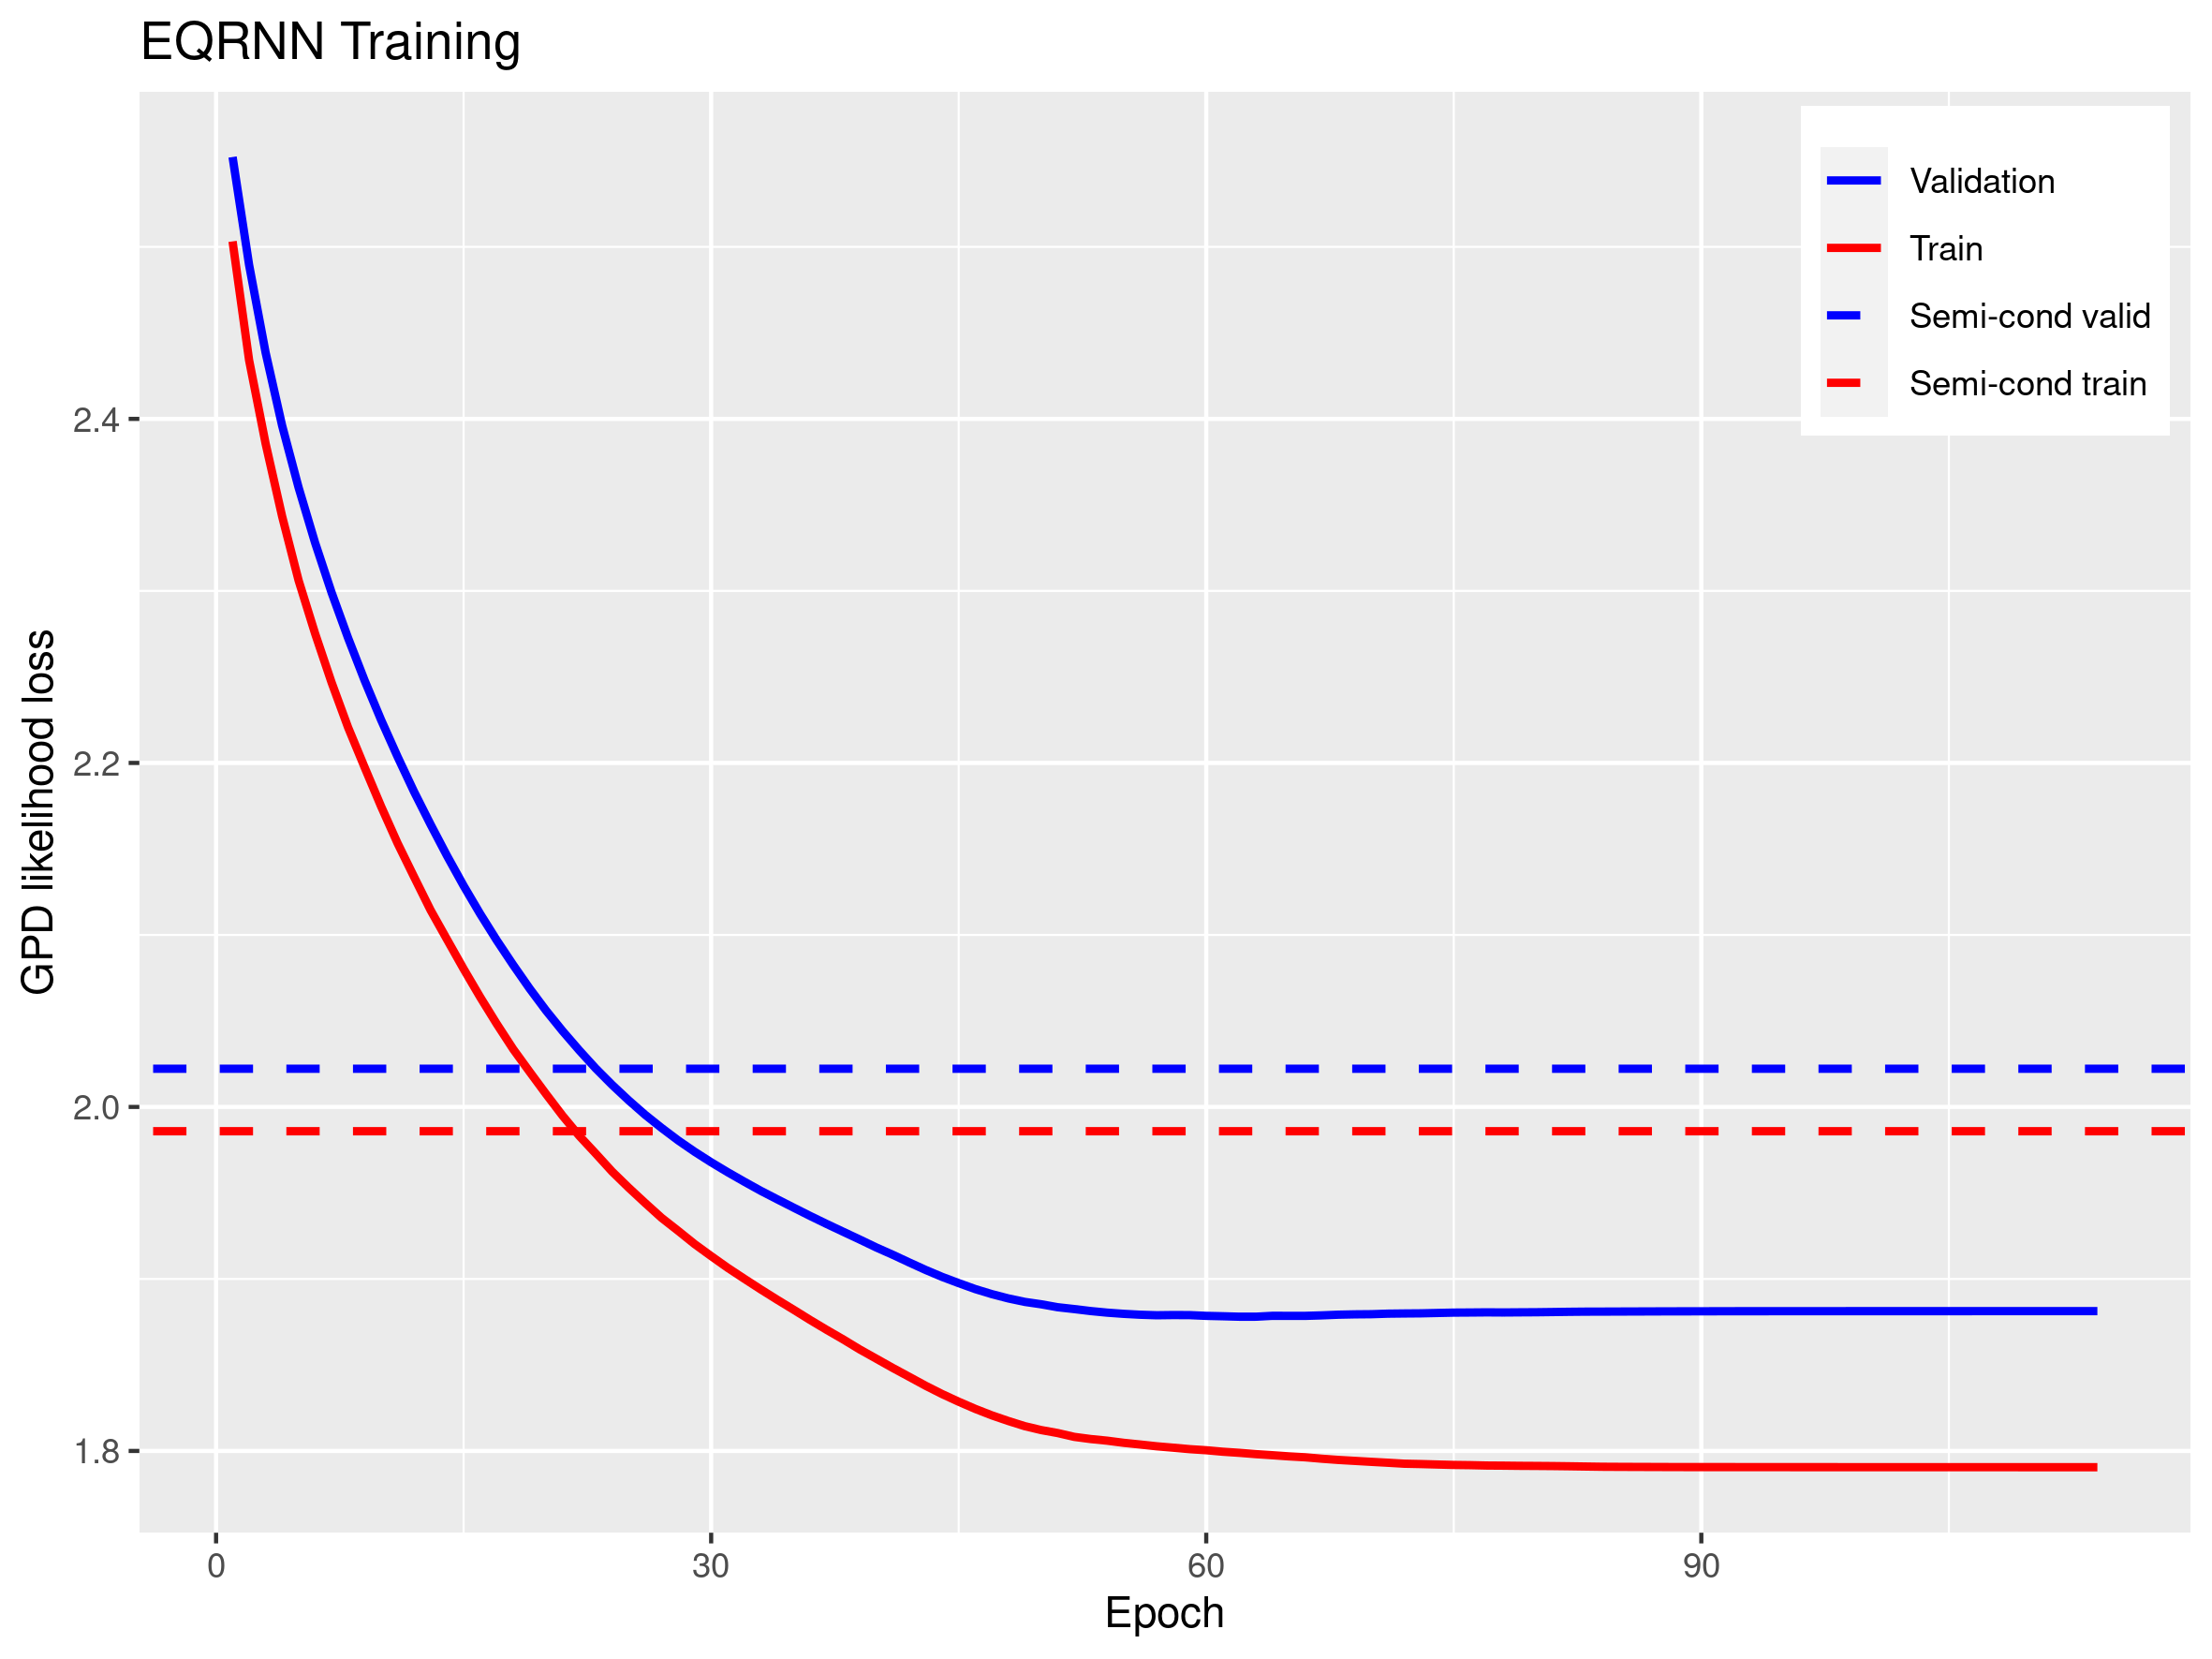 EQRNN Training
Validation
Train
Semi-cond valid
Semi-cond train
GPD likelihood loss
2.4
2.2
2.0
1.8
0 30 60 90
Epoch